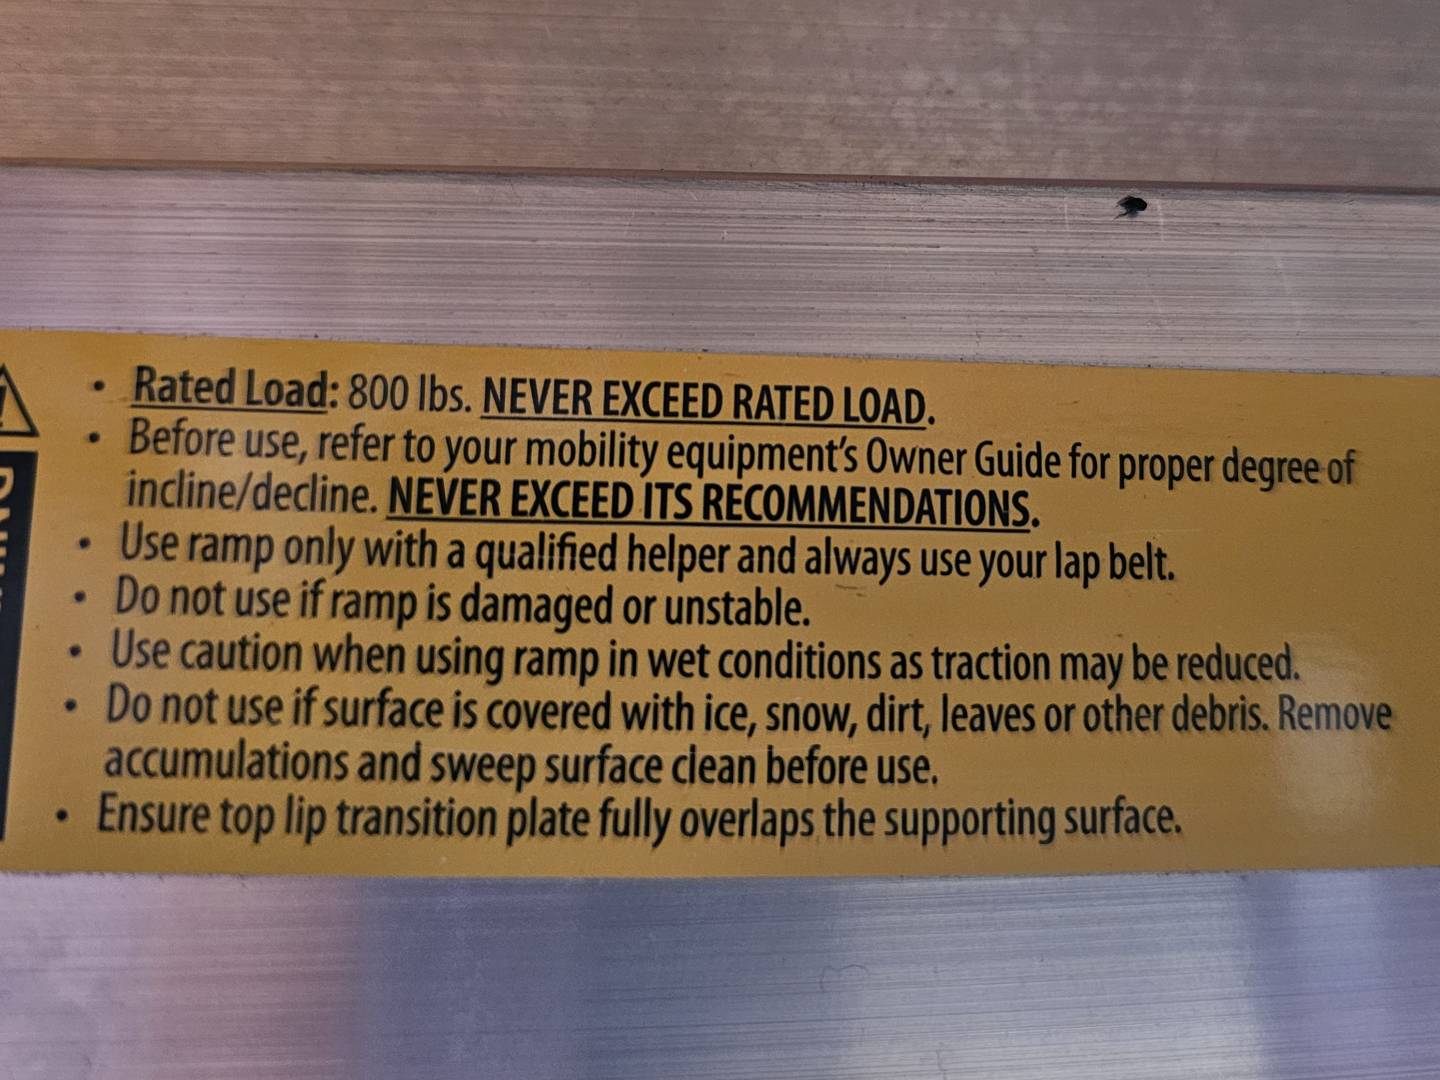 • Rated Load: 800 lbs. NEVER EXCEED RATED LOAD.
• Before use, refer to your mobility equipment's Owner Guide for proper degree of
incline/decline. NEVER EXCEED ITS RECOMMENDATIONS.
• Use ramp only with a qualified helper and always use your lap belt.
• Do not use if ramp is damaged or unstable.
• Use caution when using ramp in wet conditions as traction may be reduced.
• Do not use if surface is covered with ice, snow, dirt, leaves or other debris. Remove
accumulations and sweep surface clean before use.
• Ensure top lip transition plate fully overlaps the supporting surface.